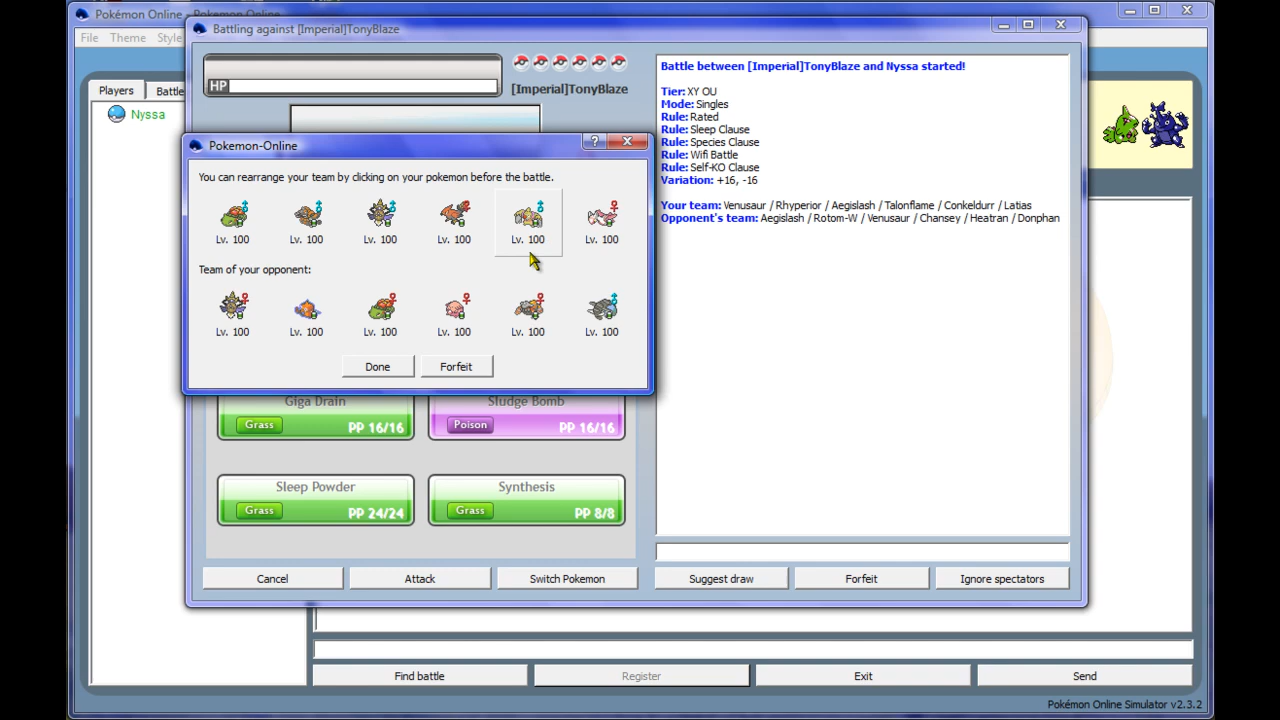 Pokémon Online - Pokemon Online
File Theme Style
Battling against [Imperial]TonyBlaze
Players Battle
Nyssa
HP
[Imperial]TonyBlaze
Pokemon-Online
You can rearrange your team by clicking on your pokemon before the battle.
Lv. 100 Lv. 100 Lv. 100 Lv. 100 Lv. 100 Lv. 100
Team of your opponent:
Lv. 100 Lv. 100 Lv. 100 Lv. 100 Lv. 100 Lv. 100
Done Forfeit
Giga Drain Sludge Bomb
Grass PP 16/16 Poison PP 16/16
Sleep Powder Synthesis
Grass PP 24/24 Grass PP 8/8
Cancel Attack Switch Pokemon
Battle between [Imperial]TonyBlaze and Nyssa started!
Tier: XY OU
Mode: Singles
Rule: Rated
Rule: Sleep Clause
Rule: Species Clause
Rule: Wifi Battle
Rule: Self-KO Clause
Variation: +16, -16
Your team: Venusaur / Rhyperior / Aegislash / Talonflame / Conkeldurr / Latias
Opponent's team: Aegislash / Rotom-W / Venusaur / Chansey / Heatran / Donphan
Suggest draw Forfeit Ignore spectators
Find battle Register Exit Send
Pokémon Online Simulator v2.3.2